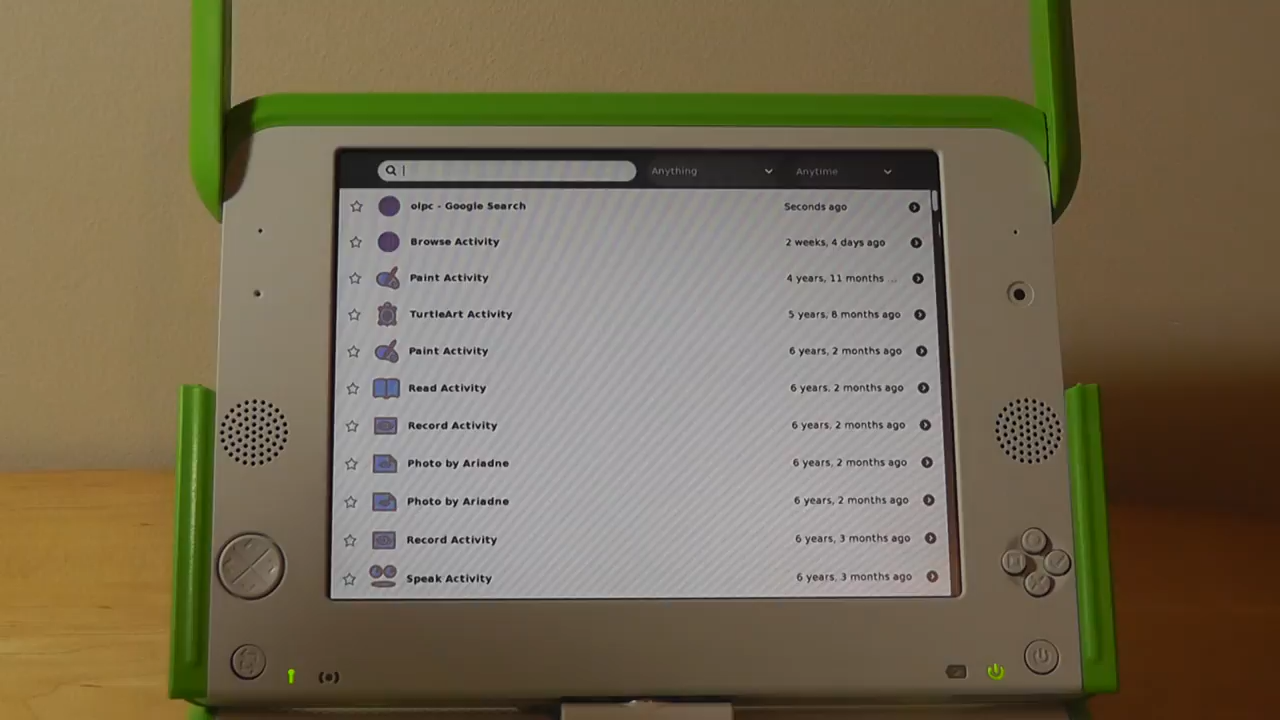 Anything Anytime
olpc - Google Search Seconds ago
Browse Activity 2 weeks, 4 days ago
Paint Activity 4 years, 11 months ...
TurtleArt Activity 5 years, 8 months ago
Paint Activity 6 years, 2 months ago
Read Activity 6 years, 2 months ago
Record Activity 6 years, 2 months ago
Photo by Ariadne 6 years, 2 months ago
Photo by Ariadne 6 years, 2 months ago
Record Activity 6 years, 3 months ago
Speak Activity 6 years, 3 months ago